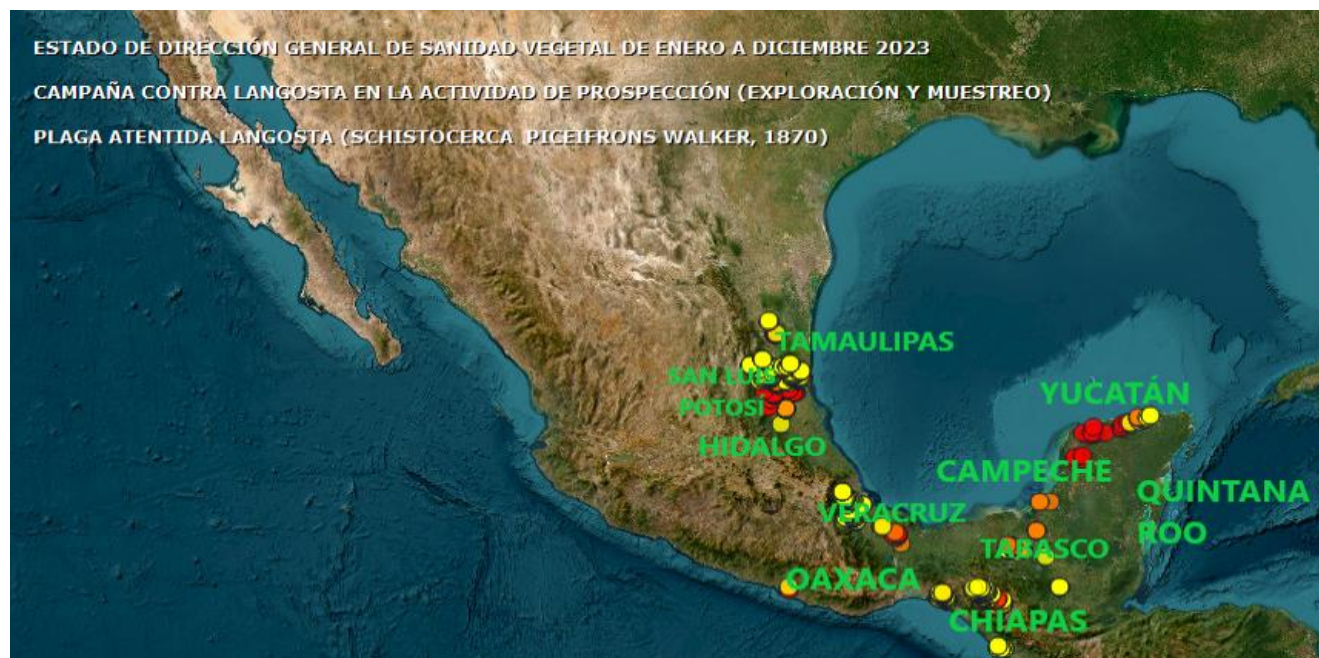 ESTADO DE DIRECCIÓN GENERAL DE SANIDAD VEGETAL DE ENERO A DICIEMBRE 2023
CAMPAÑA CONTRA LANGOSTA EN LA ACTIVIDAD DE PROSPECCIÓN (EXPLORACIÓN Y MUESTREO)
PLAGA ATENTIDA LANGOSTA (SCHISTOCERCA PICEIFRONS WALKER, 1870)
TAMAULIPAS
SAN LUIS
POTOSÍ
HIDALGO
YUCATÁN
CAMPECHE
QUINTANA
ROO
VERACRUZ
TABASCO
OAXACA
CHIAPAS